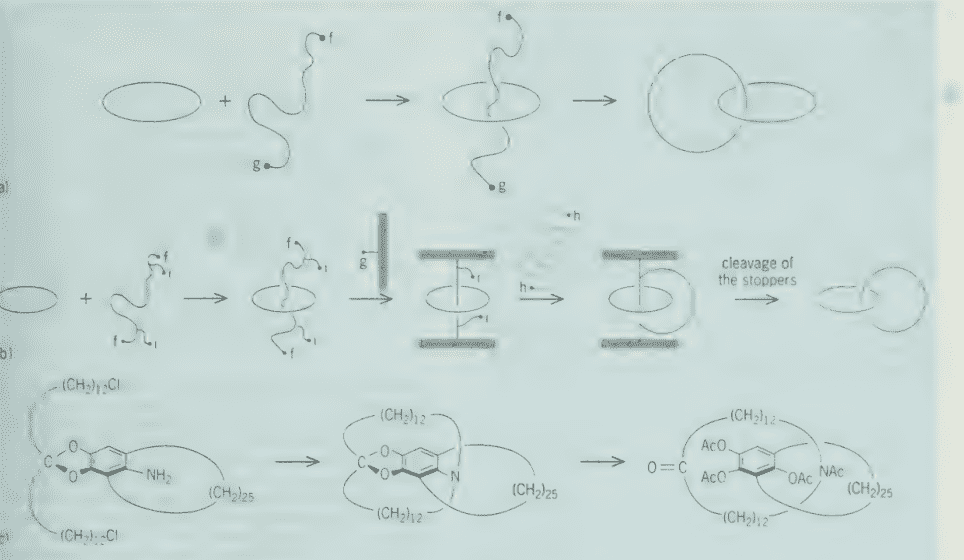 f
+
g
f
g
a)
h
f
g
f
h
cleavage of
the stoppers
+
f
f
b)
(CH2)12Cl
O
C
O
NH2
(CH2)25
(CH2)12Cl
(CH2)12
O
C
O
N
(CH2)25
(CH2)12
(CH2)12
AcO
O=C
AcO
OAc
NAc
(CH2)25
(CH2)12